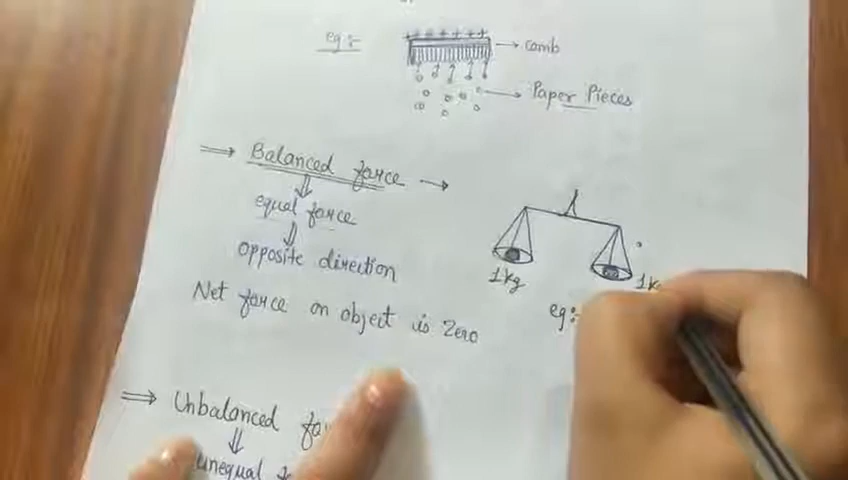 eg:-
+ + + + + + +
comb
Paper Pieces
Balanced force
equal force
opposite direction
1kg
Net force on object is Zero
eg:-
Unbalanced
unequal